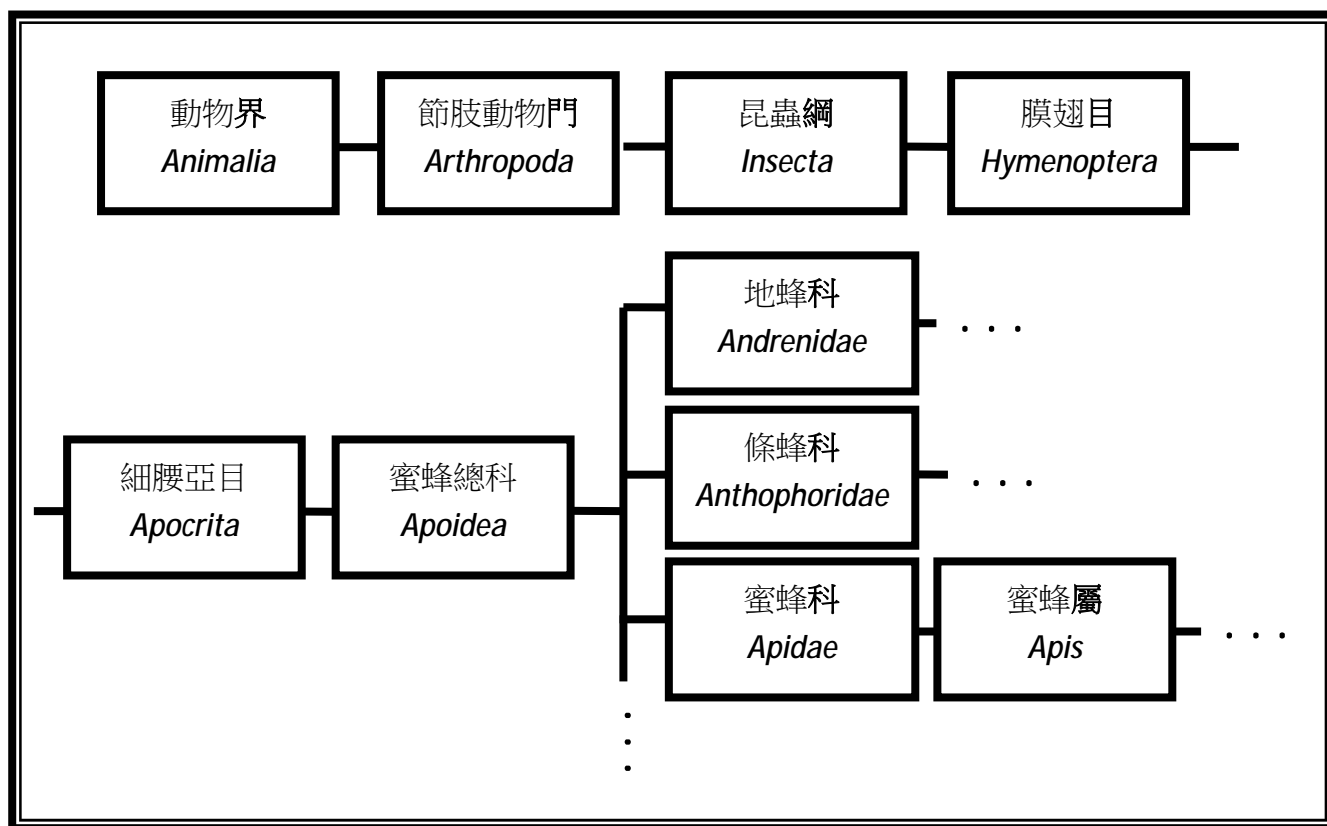 動物界
Animalia
節肢動物門
Arthropoda
昆蟲綱
Insecta
膜翅目
Hymenoptera
細腰亞目
Apocrita
蜜蜂總科
Apoidea
地蜂科
Andrenidae
. . .
條蜂科
Anthophoridae
. . .
蜜蜂科
Apidae
蜜蜂屬
Apis
. . .
.
.
.